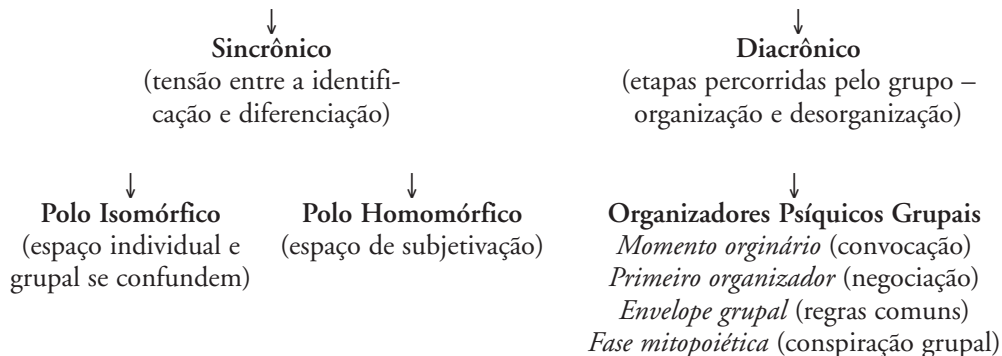 Sincrônico
(tensão entre a identifi-
cação e diferenciação)
Diacrônico
(etapas percorridas pelo grupo –
organização e desorganização)
Polo Isomórfico
(espaço individual e
grupal se confundem)
Polo Homomórfico
(espaço de subjetivação)
Organizadores Psíquicos Grupais
Momento orginário (convocação)
Primeiro organizador (negociação)
Envelope grupal (regras comuns)
Fase mitopoiética (conspiração grupal)